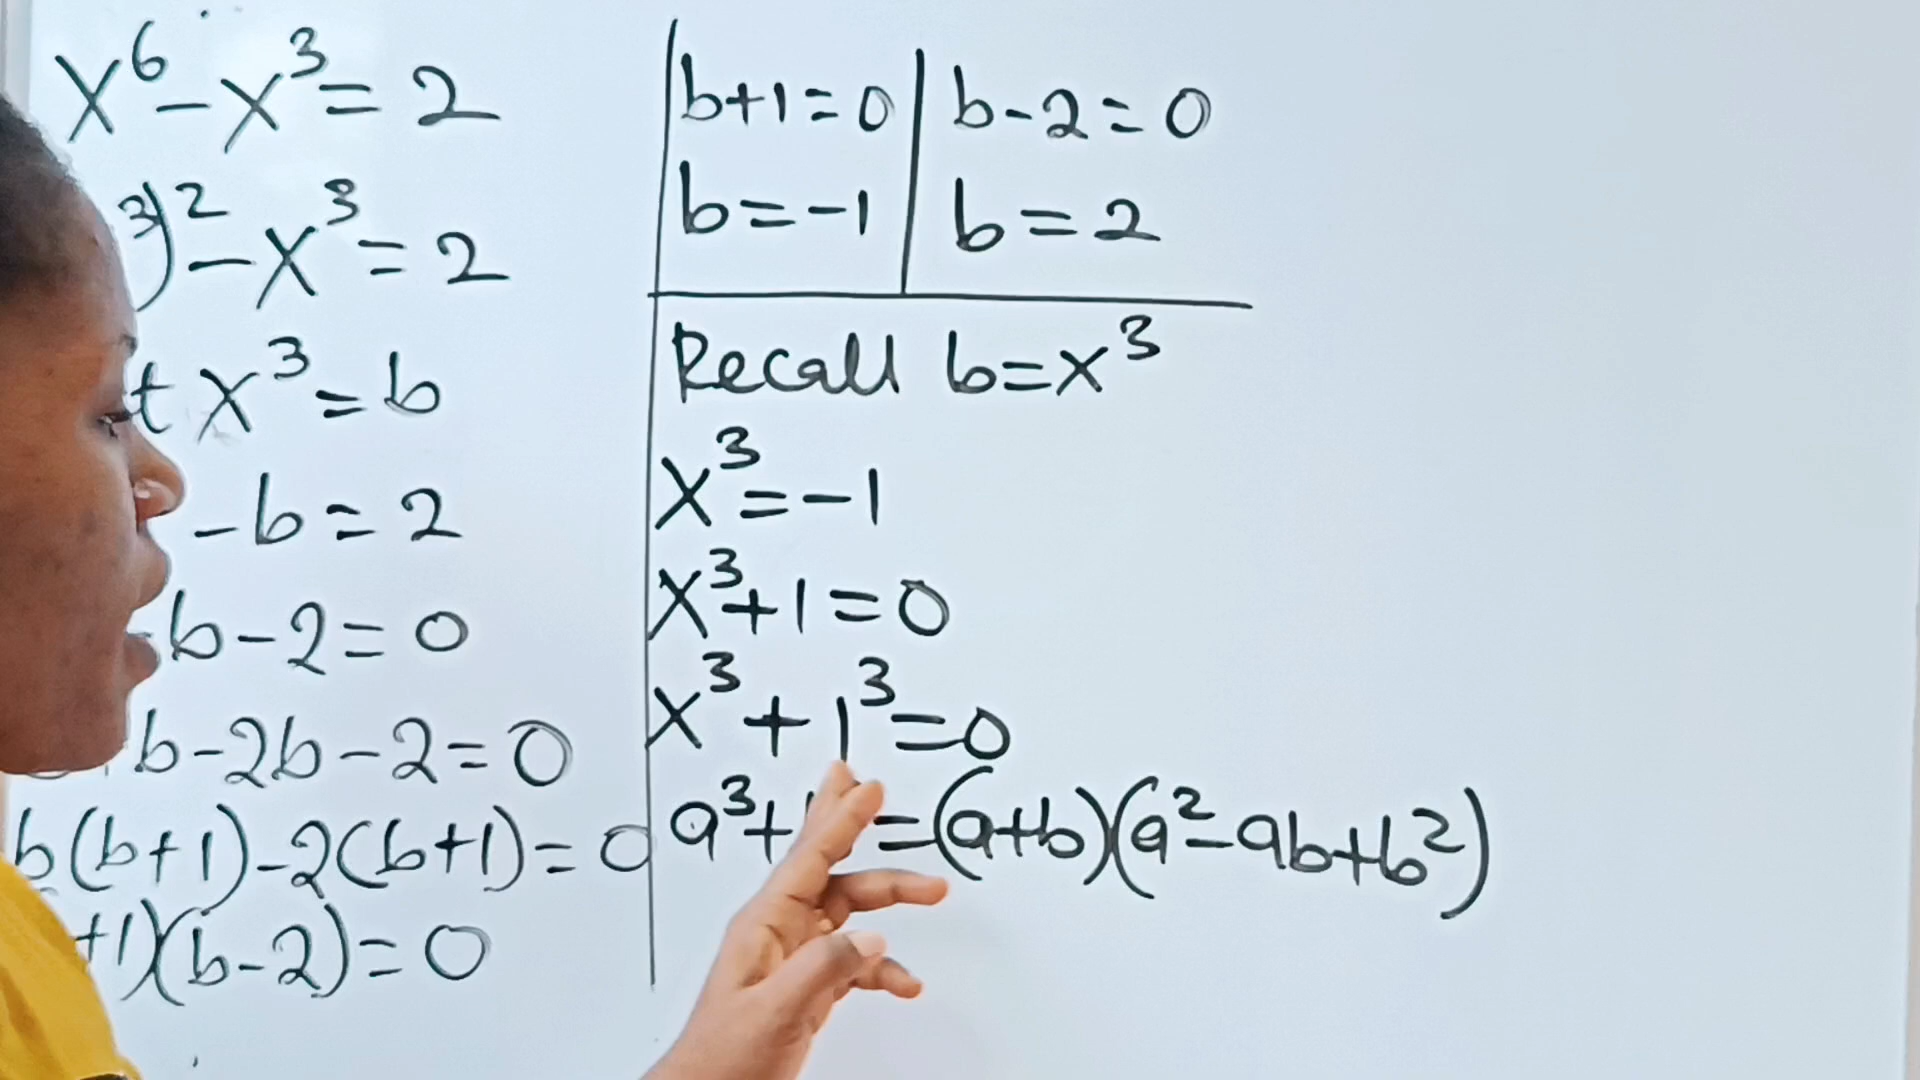 x⁶ - x³ = 2
³)² - x³ = 2
t x³ = b
- b = 2
b - 2 = 0
b - 2b - 2 = 0
b(b+1) - 2(b+1) = 0
+1)(b-2) = 0
b+1=0 | b-2=0
b=-1 | b=2
Recall b=x³
x³=-1
x³+1=0
x³+1³=0
a³+ =(a+b)(a²-ab+b²)